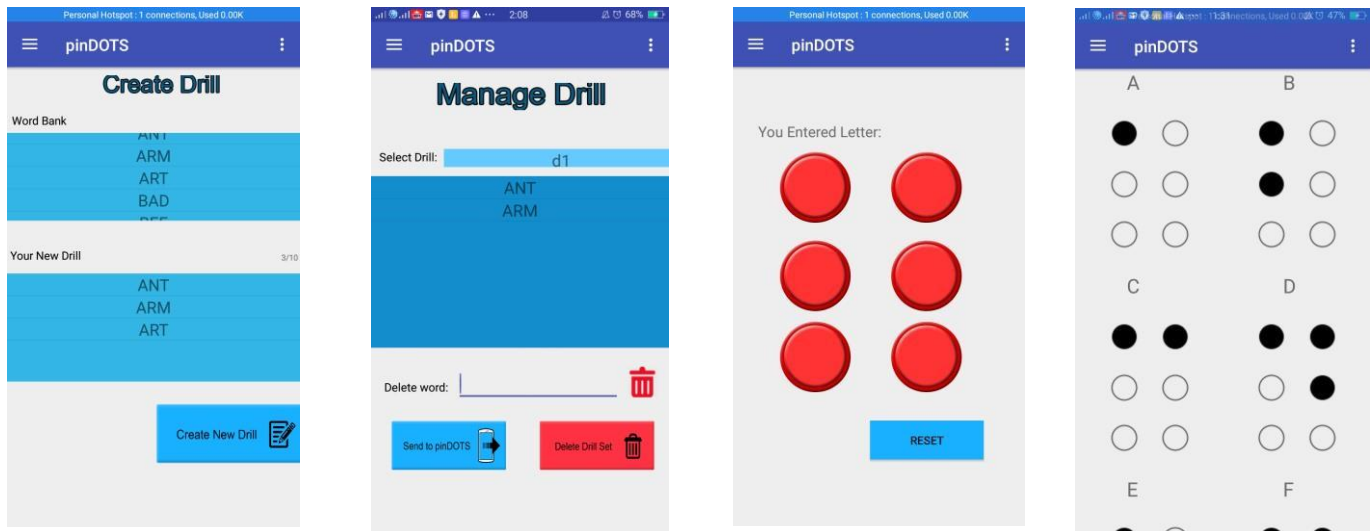 Personal Hotspot : 1 connections, Used 0.00K
pinDOTS
Create Drill
Word Bank
ANT
ARM
ART
BAD
Your New Drill
3/10
ANT
ARM
ART
Create New Drill
2:08
68%
pinDOTS
Manage Drill
Select Drill:
d1
ANT
ARM
Delete word:
Send to pinDOTS
Delete Drill Set
Personal Hotspot : 1 connections, Used 0.00K
pinDOTS
You Entered Letter:
RESET
47%
pinDOTS
A B
C D
E F